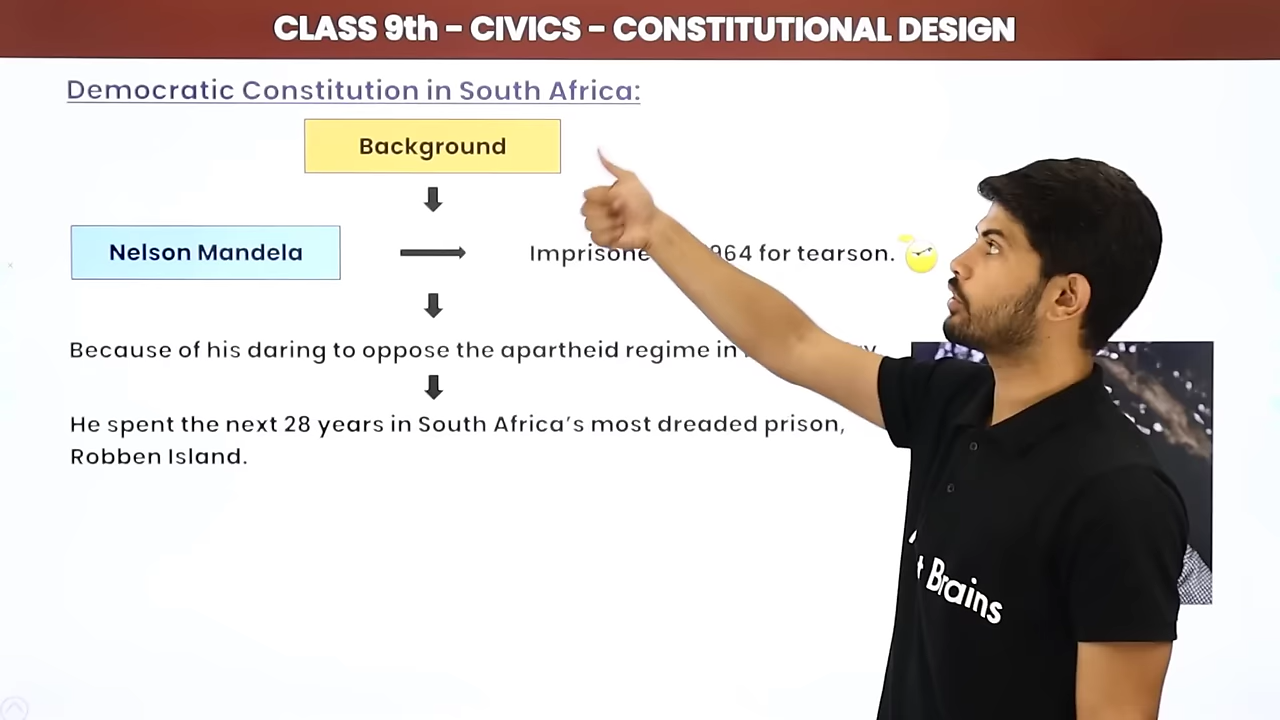 CLASS 9th - CIVICS - CONSTITUTIONAL DESIGN
Democratic Constitution in South Africa:
Background
Nelson Mandela
Imprisone 964 for tearson.
Because of his daring to oppose the apartheid regime in
He spent the next 28 years in South Africa's most dreaded prison,
Robben Island.
Brains